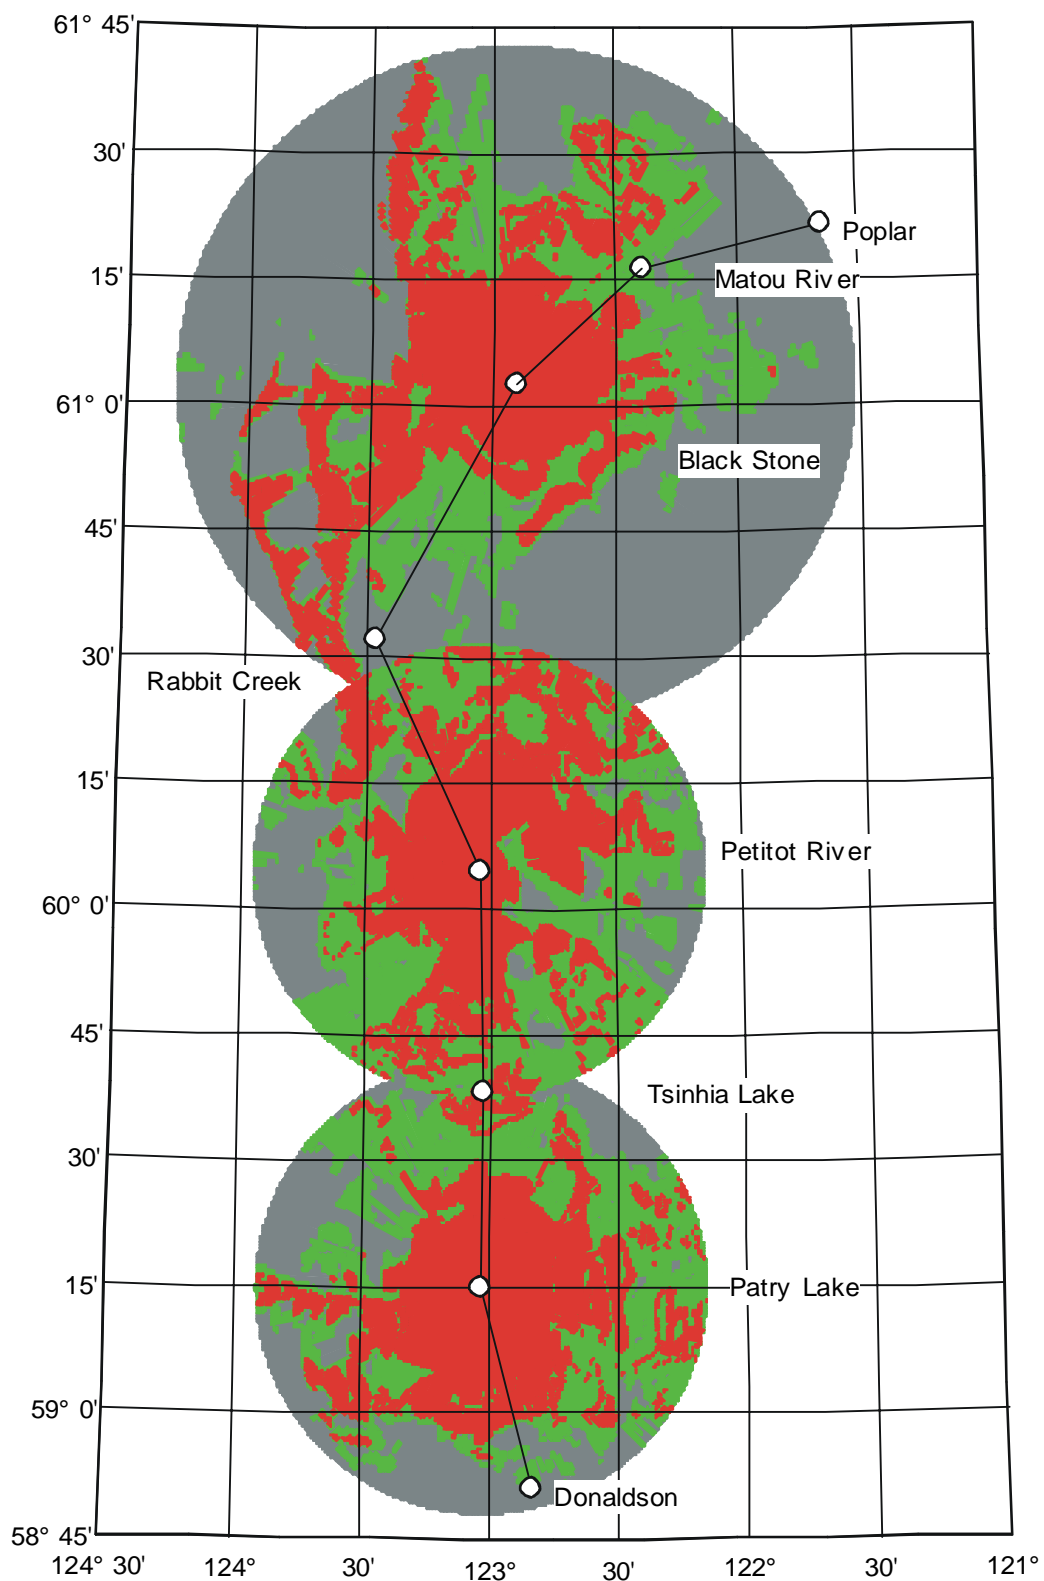 61° 45'
30'
Poplar
15'
Matou River
61° 0'
Black Stone
45'
30'
Rabbit Creek
15'
Petitot River
60° 0'
45'
Tsinhia Lake
30'
15'
Patry Lake
59° 0'
Donaldson
58° 45'
124° 30' 124° 30' 123° 30' 122° 30' 121°